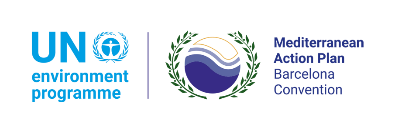 UN
environment
programme
Mediterranean
Action Plan
Barcelona
Convention